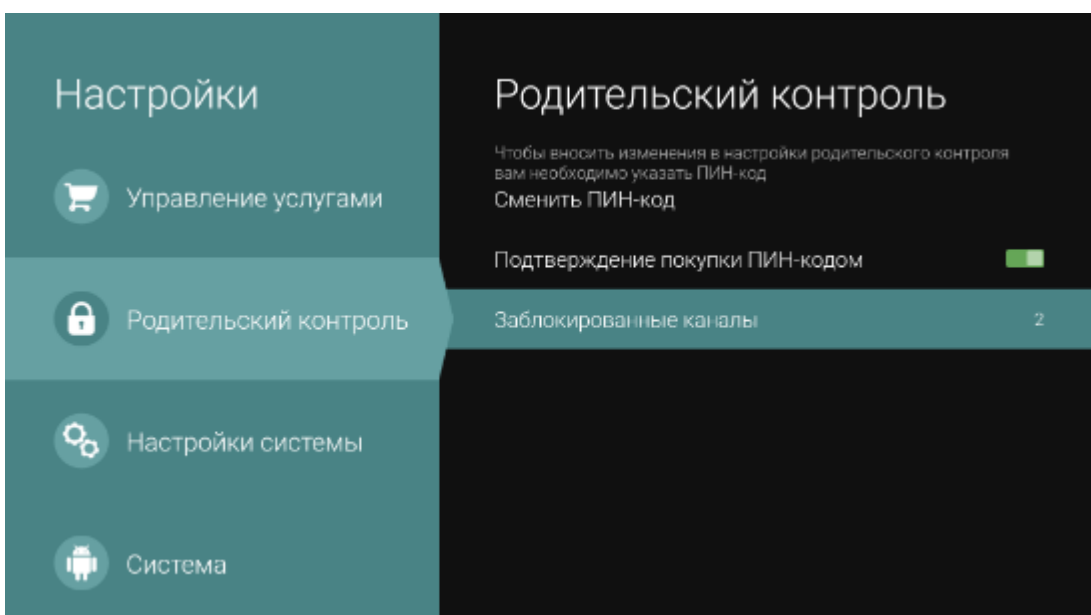 Настройки
Управление услугами
Родительский контроль
Настройки системы
Система
Родительский контроль
Чтобы вносить изменения в настройки родительского контроля
вам необходимо указать ПИН-код
Сменить ПИН-код
Подтверждение покупки ПИН-кодом
Заблокированные каналы 2